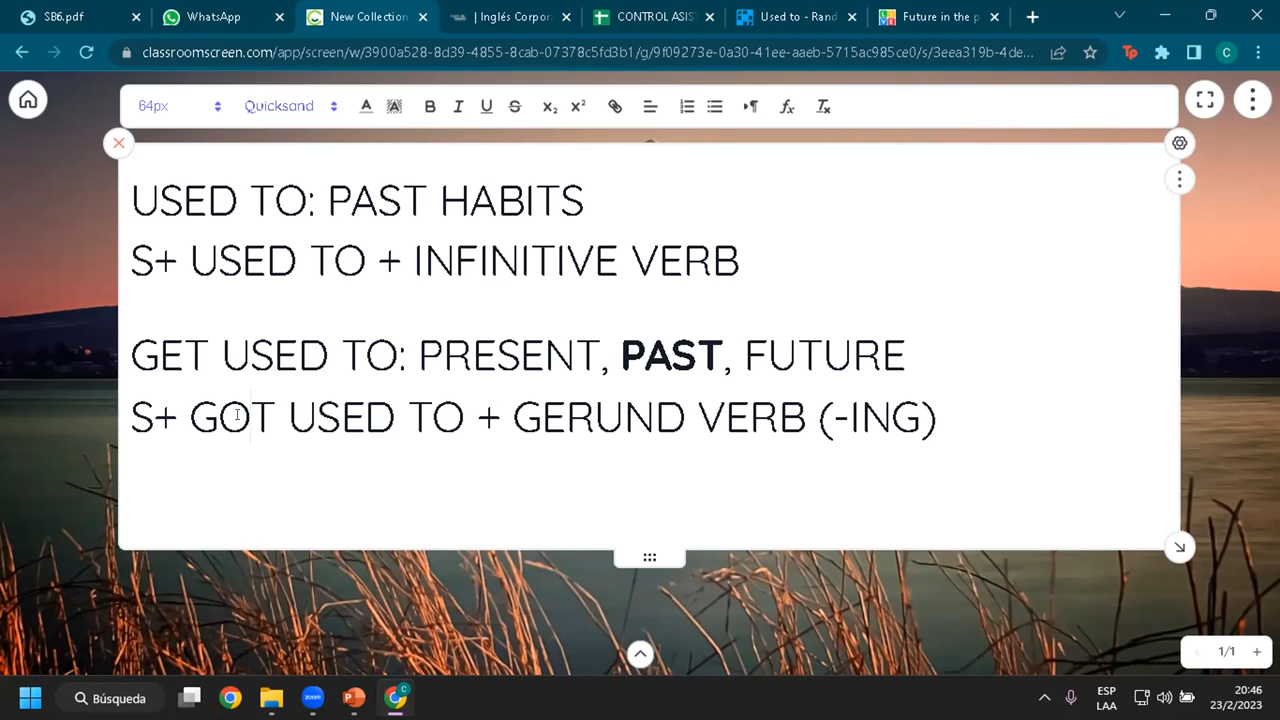 SB6.pdf
WhatsApp
New Collection
| Inglés Corpora
CONTROL ASIS
Used to - Rand
Future in the p
classroomscreen.com/app/screen/w/3900a528-8d39-4855-8cab-07378c5fd3b1/g/9f09273e-0a30-41ee-aaeb-5715ac985ce0/s/3eea319b-4de...
Tp
C
64px
Quicksand
USED TO: PAST HABITS
S+ USED TO + INFINITIVE VERB
GET USED TO: PRESENT, PAST, FUTURE
S+ GOT USED TO + GERUND VERB (-ING)
1/1
Búsqueda
zoom
ESP
LAA
20:46
23/2/2023